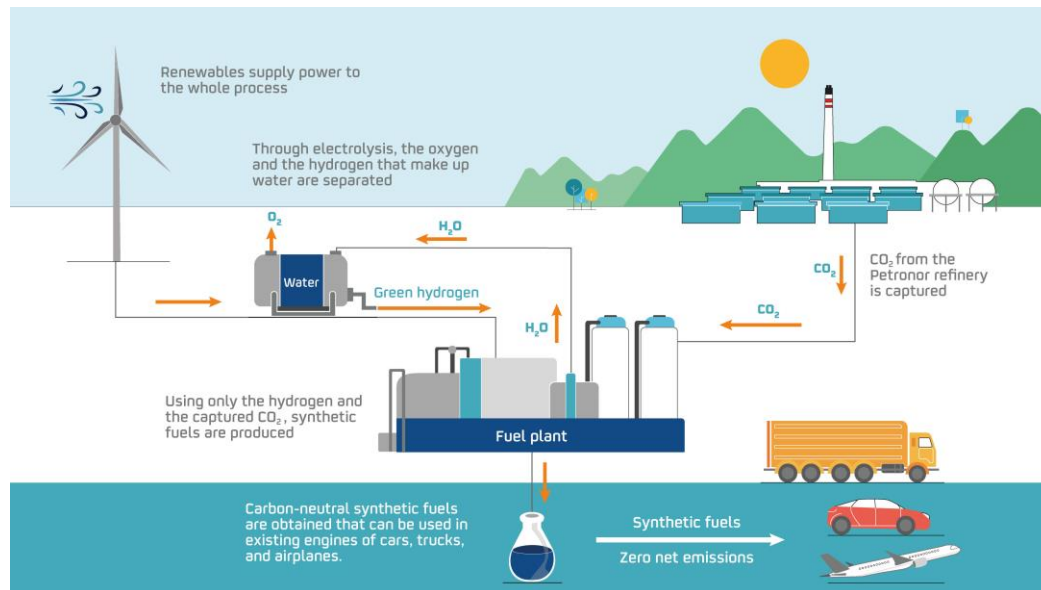 Renewables supply power to
the whole process
Through electrolysis, the oxygen
and the hydrogen that make up
water are separated
O₂
H₂O
Water
Green hydrogen
H₂O
CO₂
CO₂ from the
Petronor refinery
is captured
CO₂
Using only the hydrogen and
the captured CO₂, synthetic
fuels are produced
Fuel plant
Carbon-neutral synthetic fuels
are obtained that can be used in
existing engines of cars, trucks,
and airplanes.
Synthetic fuels
Zero net emissions